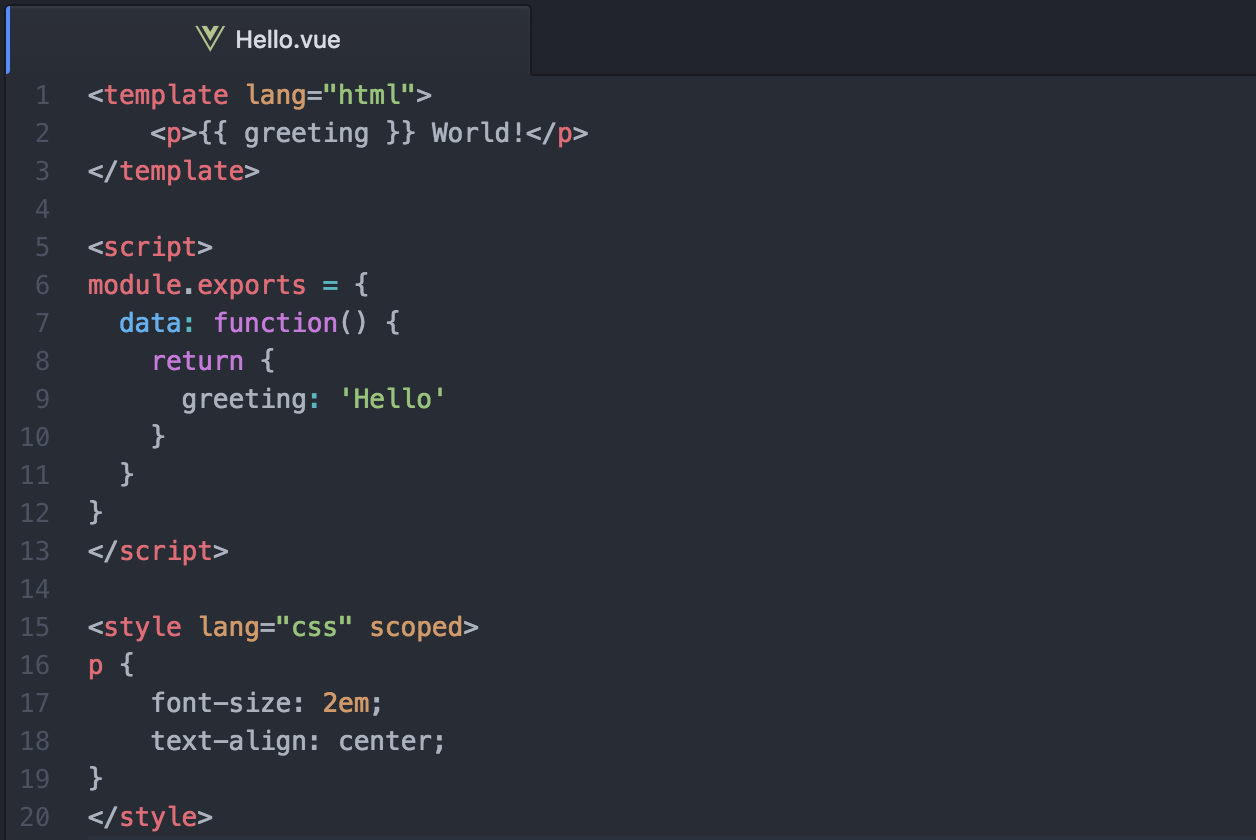 Hello.vue
1 <template lang="html">
2     <p>{{ greeting }} World!</p>
3 </template>
4
5 <script>
6 module.exports = {
7   data: function() {
8     return {
9       greeting: 'Hello'
10     }
11   }
12 }
13 </script>
14
15 <style lang="css" scoped>
16 p {
17     font-size: 2em;
18     text-align: center;
19 }
20 </style>